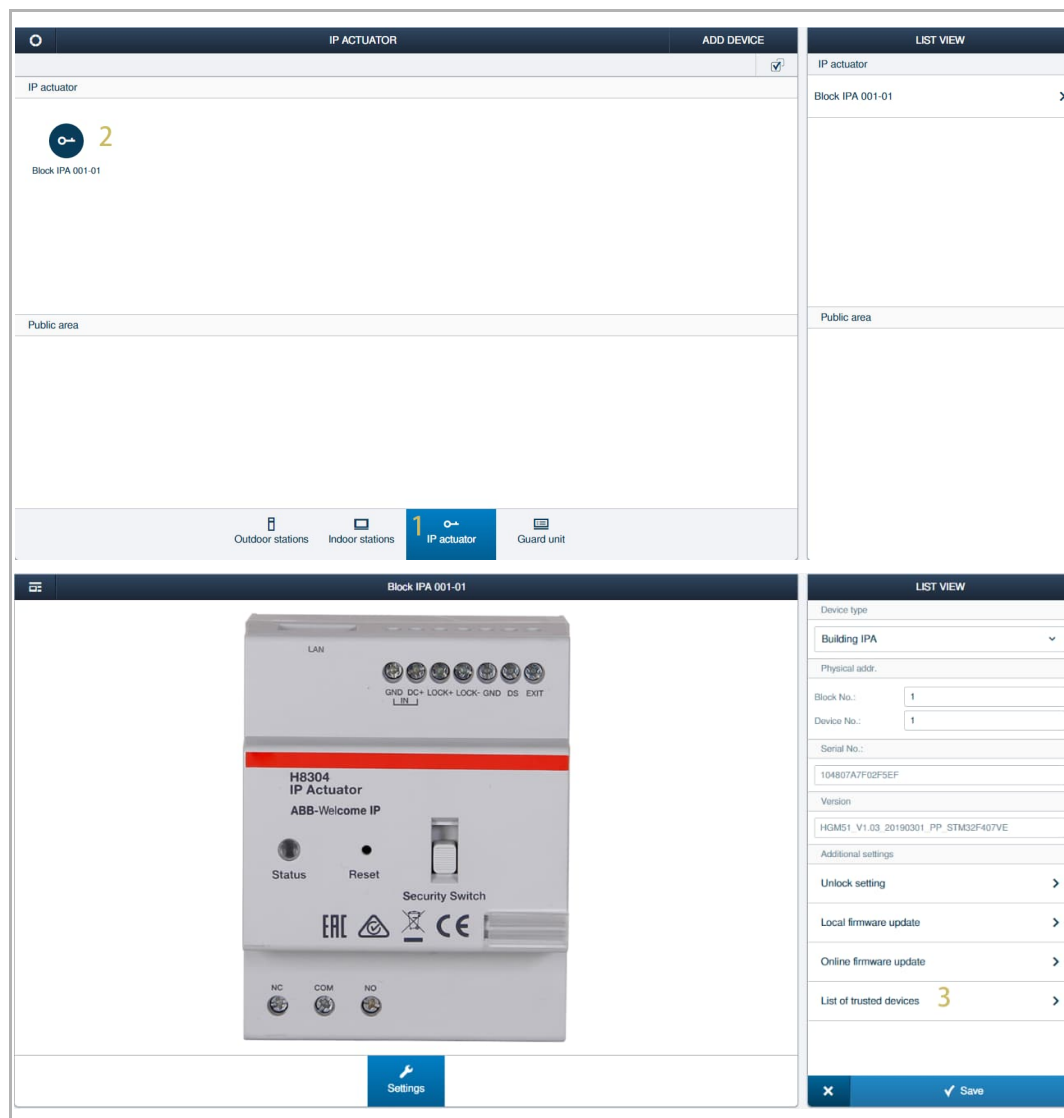 IP ACTUATOR
ADD DEVICE
IP actuator
2
Block IPA 001-01
Public area
Outdoor stations
Indoor stations
1
IP actuator
Guard unit
LIST VIEW
IP actuator
Block IPA 001-01
Public area
Block IPA 001-01
LAN
GND DC+ LOCK+ LOCK- GND DS EXIT
IN
H8304
IP Actuator
ABB-Welcome IP
Status
Reset
Security Switch
EAC CE
NC COM NO
Settings
LIST VIEW
Device type
Building IPA
Physical addr.
Block No.: 1
Device No.: 1
Serial No.:
104807A7F02F5EF
Version
HGM51_V1.03_20190301_PP_STM32F407VE
Additional settings
Unlock setting
Local firmware update
Online firmware update
List of trusted devices 3
Save